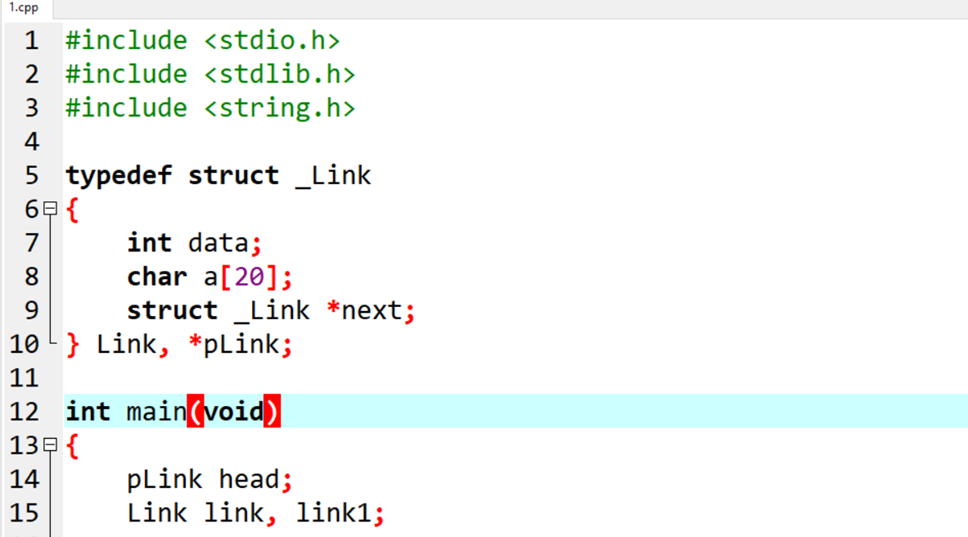 1.cpp
1 #include <stdio.h>
2 #include <stdlib.h>
3 #include <string.h>
4
5 typedef struct _Link
6 {
7     int data;
8     char a[20];
9     struct _Link *next;
10 } Link, *pLink;
11
12 int main(void)
13 {
14     pLink head;
15     Link link, link1;